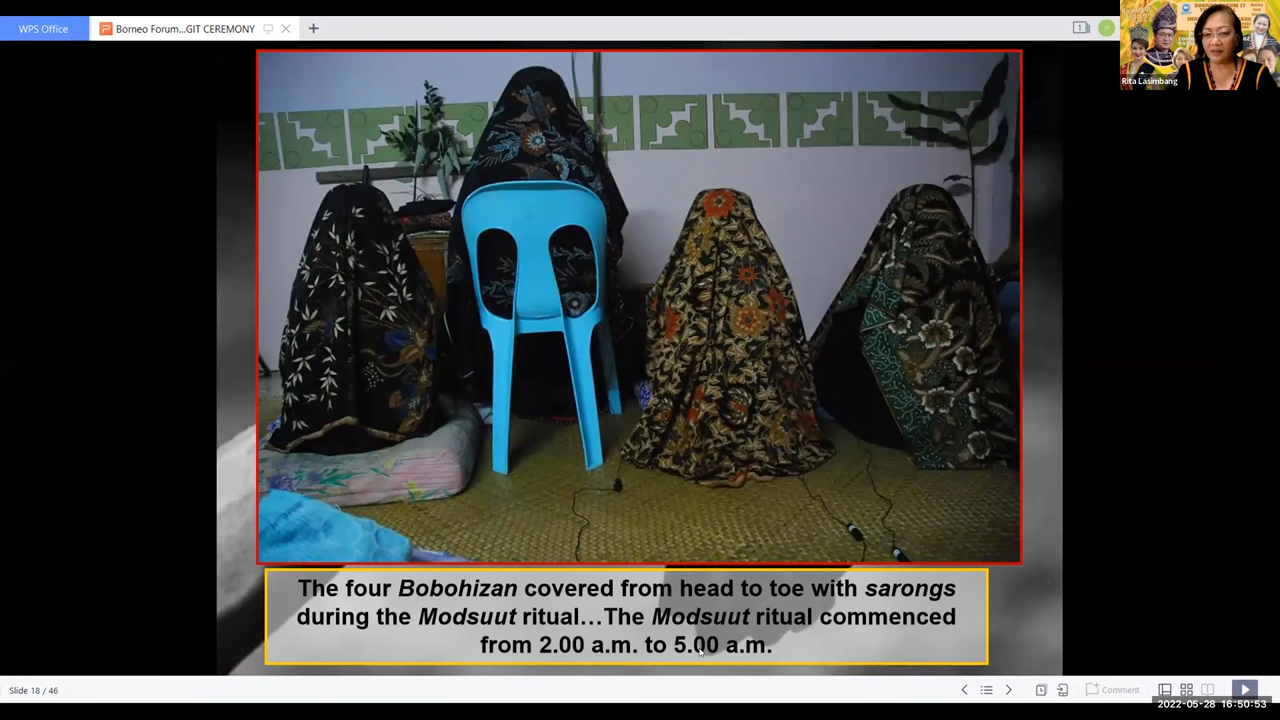 WPS Office
Borneo Forum...GIT CEREMONY
1
Rita Lasimbang
The four Bobohizan covered from head to toe with sarongs
during the Modsuut ritual…The Modsuut ritual commenced
from 2.00 a.m. to 5.00 a.m.
Slide 18 / 46
Comment
2022-05-28 16:50:53